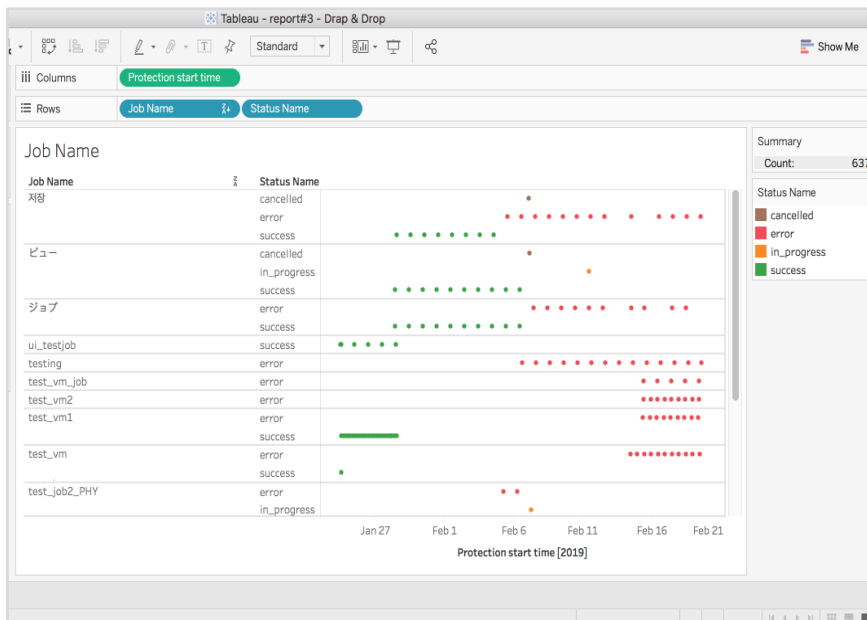 Tableau - report#3 - Drap & Drop
Standard
Show Me
Columns
Protection start time
Rows
Job Name
Status Name
Job Name
Summary
Count: 637
Job Name Status Name
Status Name
저장 cancelled
cancelled
error
error
in_progress
success
success
ビュー cancelled
in_progress
success
ジョブ error
success
ui_testjob success
testing error
test_vm_job error
test_vm2 error
test_vm1 error
success
test_vm error
success
test_job2_PHY error
in_progress
Jan 27 Feb 1 Feb 6 Feb 11 Feb 16 Feb 21
Protection start time [2019]